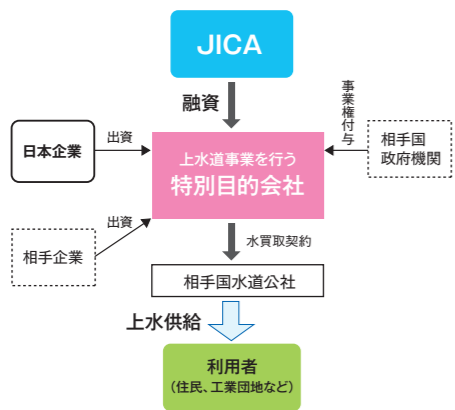 JICA
融資
事業権付与
日本企業
出資
上水道事業を行う
特別目的会社
相手国
政府機関
出資
相手企業
水買取契約
相手国水道公社
上水供給
利用者
（住民、工業団地など）